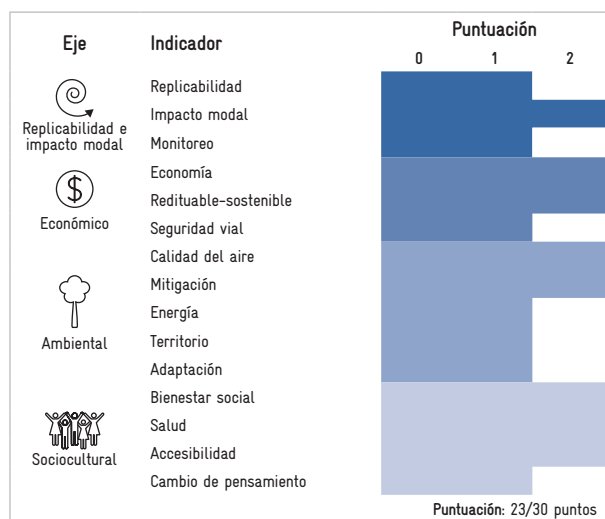 Eje Indicador Puntuación
0 1 2
Replicabilidad e
impacto modal
Replicabilidad
Impacto modal
Monitoreo
$
Económico
Economía
Redituable-sostenible
Seguridad vial
Ambiental
Calidad del aire
Mitigación
Energía
Territorio
Adaptación
Sociocultural
Bienestar social
Salud
Accesibilidad
Cambio de pensamiento
Puntuación: 23/30 puntos